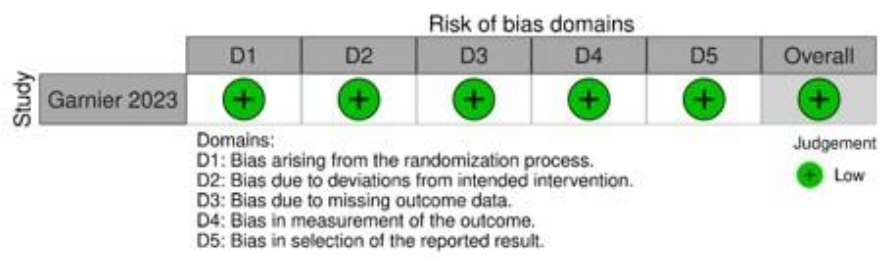 Risk of bias domains
D1 D2 D3 D4 D5 Overall
Study
Garnier 2023 + + + + + +
Domains:
D1: Bias arising from the randomization process.
D2: Bias due to deviations from intended intervention.
D3: Bias due to missing outcome data.
D4: Bias in measurement of the outcome.
D5: Bias in selection of the reported result.
Judgement
+ Low